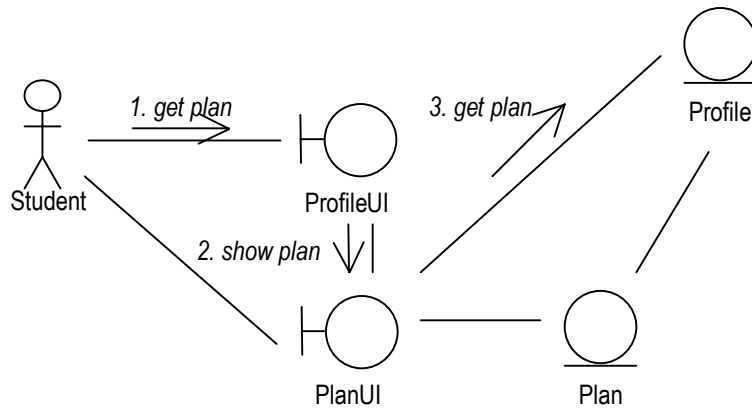 1. get plan
3. get plan
Profile
Student
ProfileUI
2. show plan
PlanUI
Plan